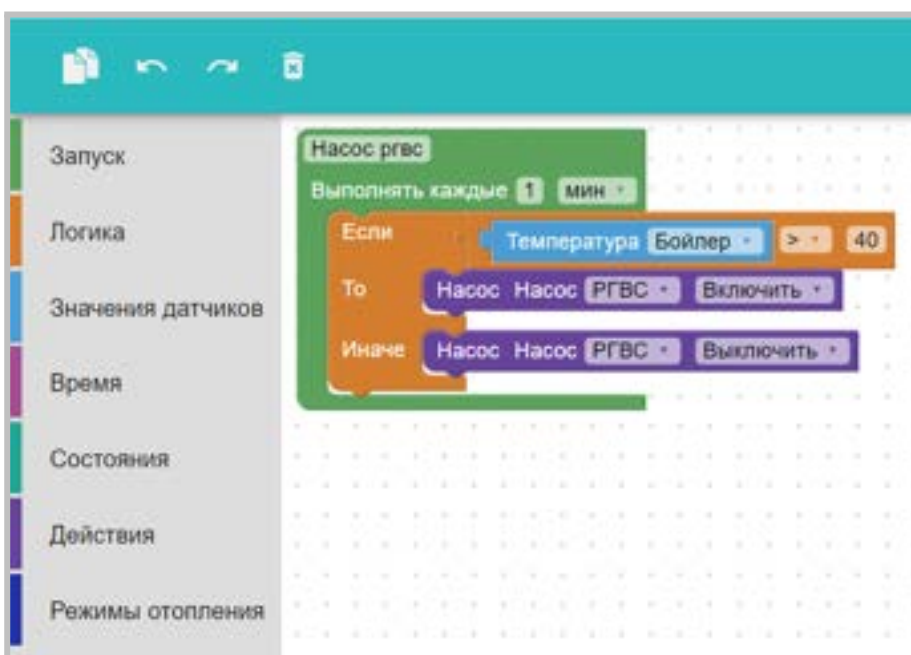 Запуск
Логика
Значения датчиков
Время
Состояния
Действия
Режимы отопления
Насос ргвс
Выполнять каждые 1 мин
Если Температура Бойлер > 40
То Насос Насос РГВС Включить
Иначе Насос Насос РГВС Выключить